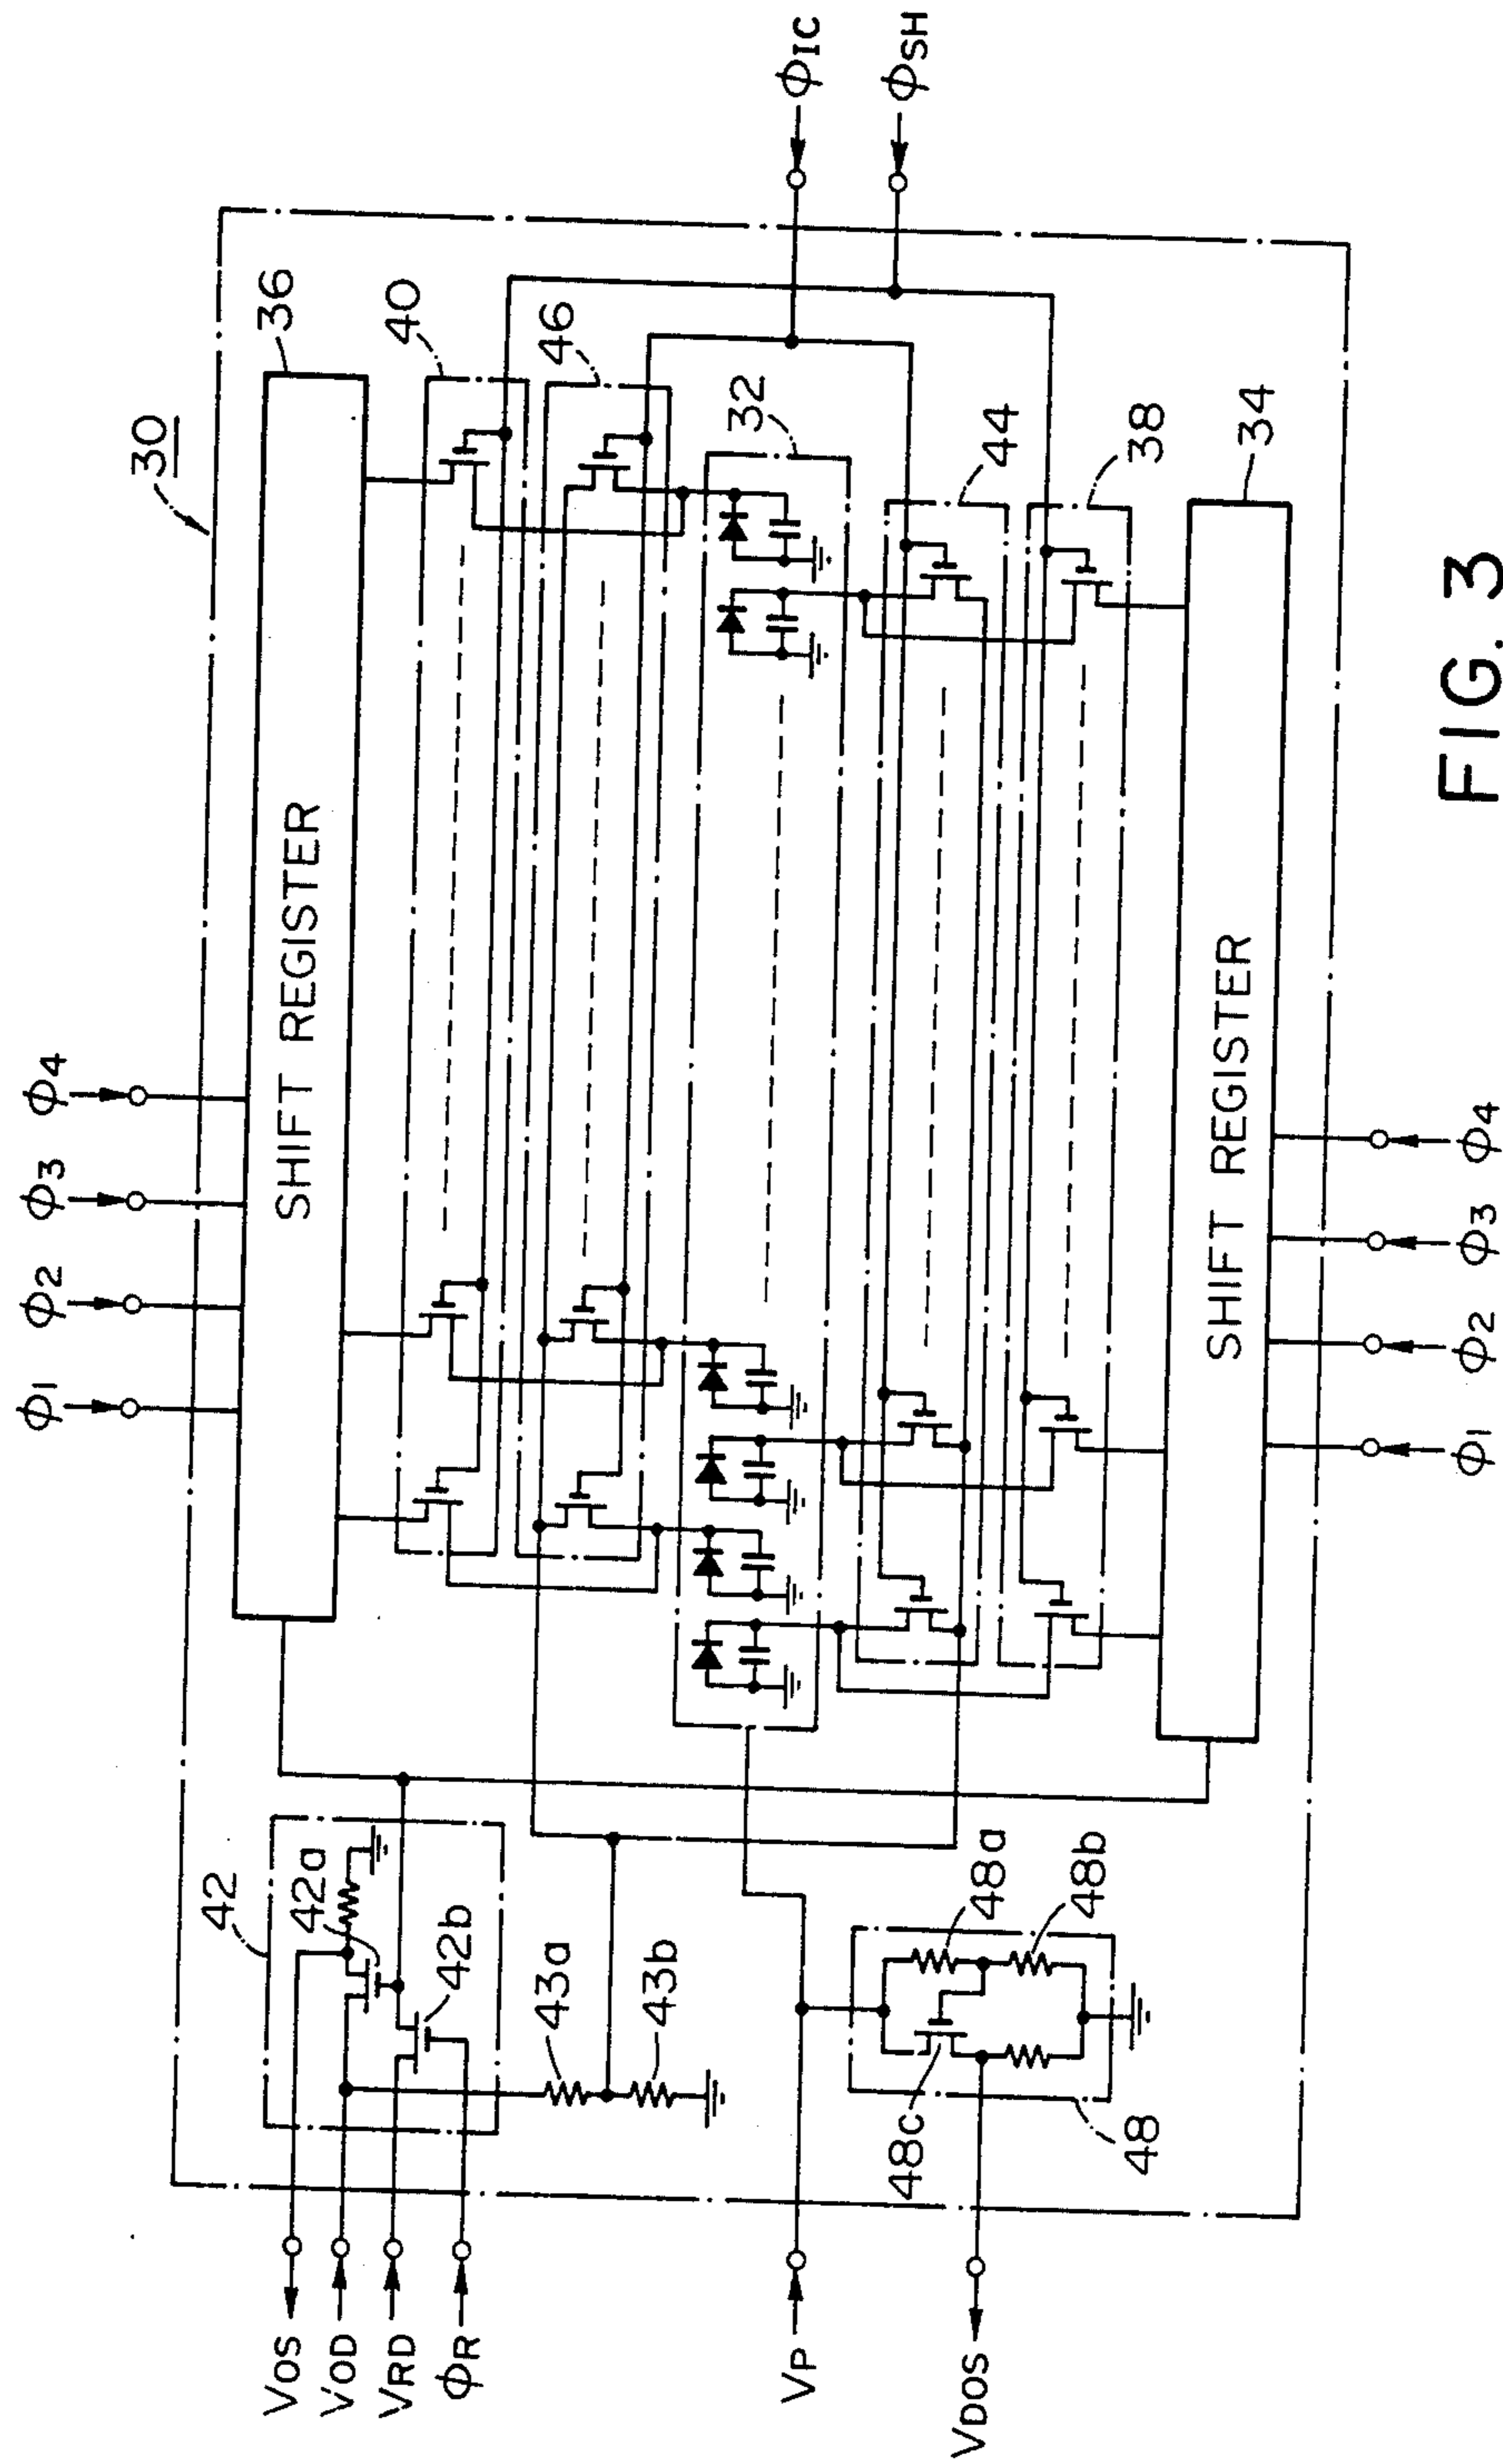 ϕ1
ϕ2
ϕ3
ϕ4
30
36
SHIFT REGISTER
40
46
ϕIC
ϕSH
32
44
38
34
SHIFT REGISTER
ϕ1
ϕ2
ϕ3
ϕ4
42
42a
42b
43a
43b
VOS
VOD
VRD
ϕR
VP
VDOS
48a
48b
48c
48
FIG. 3